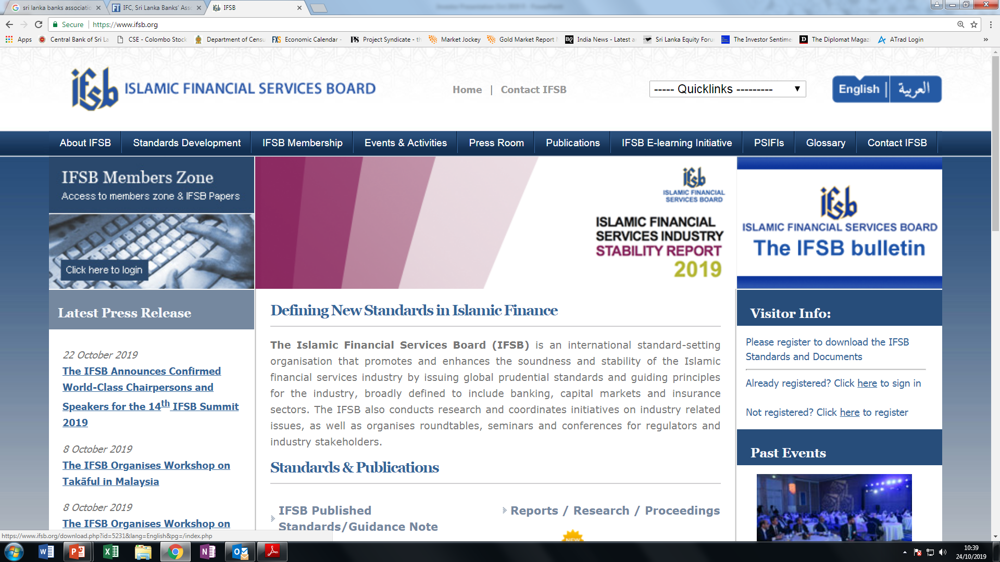 sri lanka banks associatic
IFC, Sri Lanka Banks' Ass
IFSB
Secure
https://www.ifsb.org
Apps
Central Bank of Sri La
CSE - Colombo Stock
Department of Censu
FXS Economic Calendar -
PS Project Syndicate - th
Market Jockey
Gold Market Report
BQ India News - Latest a
Sri Lanka Equity Foru
The Investor Sentime
D The Diplomat Magaz
ATrad Login
»
ifsb ISLAMIC FINANCIAL SERVICES BOARD
Home | Contact IFSB
----- Quicklinks ---------
English | العربية
About IFSB
Standards Development
IFSB Membership
Events & Activities
Press Room
Publications
IFSB E-learning Initiative
PSIFIs
Glossary
Contact IFSB
IFSB Members Zone
Access to members zone & IFSB Papers
Click here to login
ifsb
ISLAMIC FINANCIAL
SERVICES BOARD
ISLAMIC FINANCIAL
SERVICES INDUSTRY
STABILITY REPORT
2019
ifsb
ISLAMIC FINANCIAL SERVICES BOARD
The IFSB bulletin
Latest Press Release
22 October 2019
The IFSB Announces Confirmed
World-Class Chairpersons and
Speakers for the 14th IFSB Summit
2019
8 October 2019
The IFSB Organises Workshop on
Takāful in Malaysia
8 October 2019
The IFSB Organises Workshop on
Defining New Standards in Islamic Finance
The Islamic Financial Services Board (IFSB) is an international standard-setting
organisation that promotes and enhances the soundness and stability of the Islamic
financial services industry by issuing global prudential standards and guiding principles
for the industry, broadly defined to include banking, capital markets and insurance
sectors. The IFSB also conducts research and coordinates initiatives on industry related
issues, as well as organises roundtables, seminars and conferences for regulators and
industry stakeholders.
Standards & Publications
IFSB Published
Standards/Guidance Note
Reports / Research / Proceedings
NEW
Visitor Info:
Please register to download the IFSB
Standards and Documents
Already registered? Click here to sign in
Not registered? Click here to register
Past Events
https://www.ifsb.org/download.php?id=5231&lang=English&pg=/index.php
10:39
24/10/2019